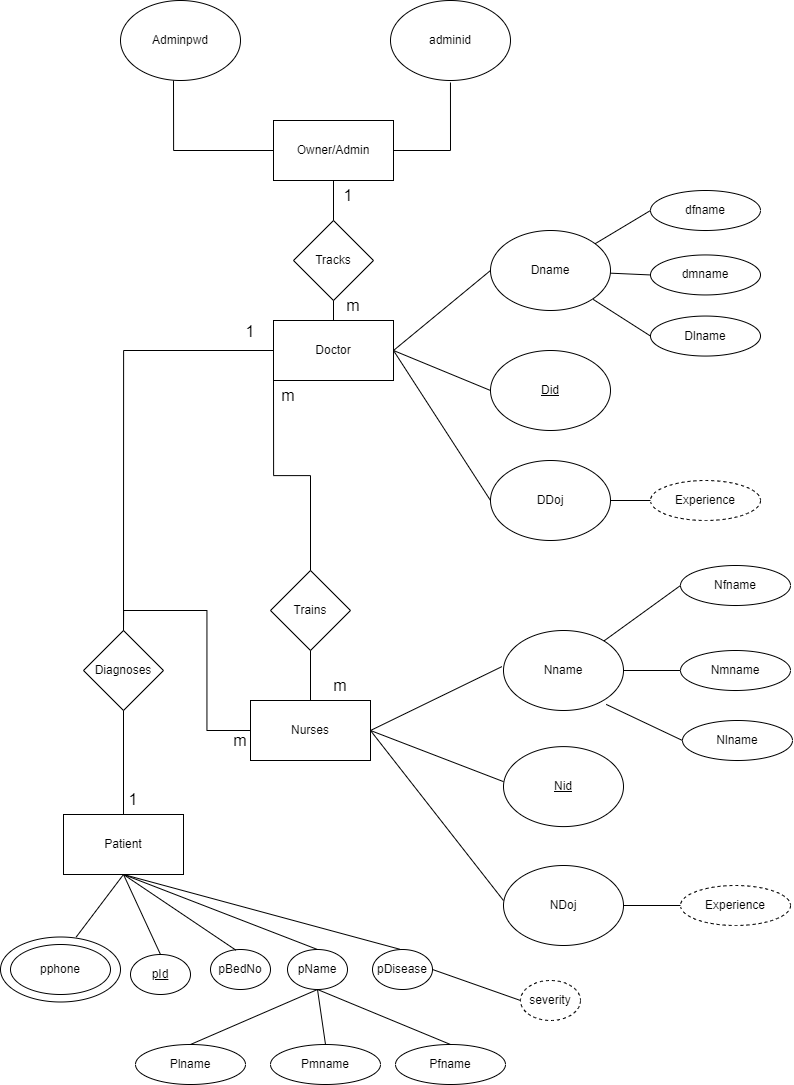 Adminpwd
adminid
Owner/Admin
1
Tracks
m
dfname
Dname
dmname
Dlname
1
Doctor
m
Did
DDoj
Experience
Nfname
Trains
Diagnoses
Nname
Nmname
m
Nurses
m
Nlname
Nid
1
Patient
NDoj
Experience
pphone
pId
pBedNo
pName
pDisease
severity
Plname
Pmname
Pfname